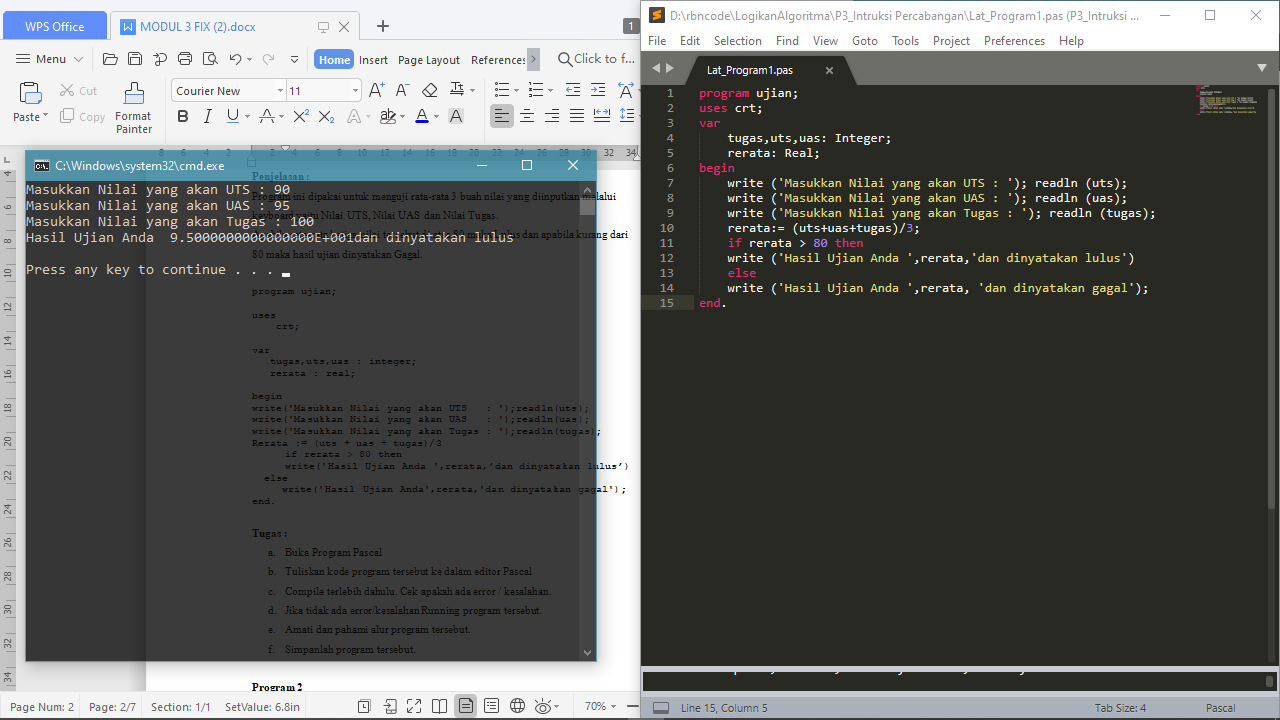 WPS Office
MODUL 3 FIX (2).docx
1
Menu
Home
Insert
Page Layout
References
Click to f...
Paste
Cut
Copy
Format
Painter
Courier New
11
Penjelasan :
Program ini dipakai untuk menguji rata-rata 3 buah nilai yang diinputkan melalui
80 maka hasil ujian dinyatakan Gagal.
program ujian;
uses
crt;
var
tugas,uts,uas : integer;
rerata : real;
begin
write('Masukkan Nilai yang akan UTS   : ');readln(uts);
write('Masukkan Nilai yang akan UAS   : ');readln(uas);
write('Masukkan Nilai yang akan Tugas : ');readln(tugas);
Rerata := (uts + uas + tugas)/3
if rerata > 80 then
write('Hasil Ujian Anda ',rerata,'dan dinyatakan lulus')
else
write('Hasil Ujian Anda',rerata,'dan dinyatakan gagal');
end.
Tugas :
a. Buka Program Pascal
b. Tuliskan kode program tersebut ke dalam editor Pascal
c. Compile terlebih dahulu. Cek apakah ada error / kesalahan.
d. Jika tidak ada error/kesalahan Running program tersebut.
e. Amati dan pahami alur program tersebut.
f. Simpanlah program tersebut.
Program 2
Page Num: 2
Page: 2/7
Section: 1/1
SetValue: 6.8in
70%
C:\Windows\system32\cmd.exe
Masukkan Nilai yang akan UTS : 90
Masukkan Nilai yang akan UAS : 95
Masukkan Nilai yang akan Tugas : 100
Hasil Ujian Anda  9.5000000000000000E+001dan dinyatakan lulus
Press any key to continue . . .
D:\rbncode\LogikanAlgoritma\P3_Intruksi Percabangan\Lat_Program1.pas (P3_Intruksi ...
File Edit Selection Find View Goto Tools Project Preferences Help
Lat_Program1.pas
1 program ujian;
2 uses crt;
3 var
4 tugas,uts,uas: Integer;
5 rerata: Real;
6 begin
7 write ('Masukkan Nilai yang akan UTS : '); readln (uts);
8 write ('Masukkan Nilai yang akan UAS : '); readln (uas);
9 write ('Masukkan Nilai yang akan Tugas : '); readln (tugas);
10 rerata:= (uts+uas+tugas)/3;
11 if rerata > 80 then
12 write ('Hasil Ujian Anda ',rerata,'dan dinyatakan lulus')
13 else
14 write ('Hasil Ujian Anda ',rerata, 'dan dinyatakan gagal');
15 end.
Line 15, Column 5
Tab Size: 4
Pascal